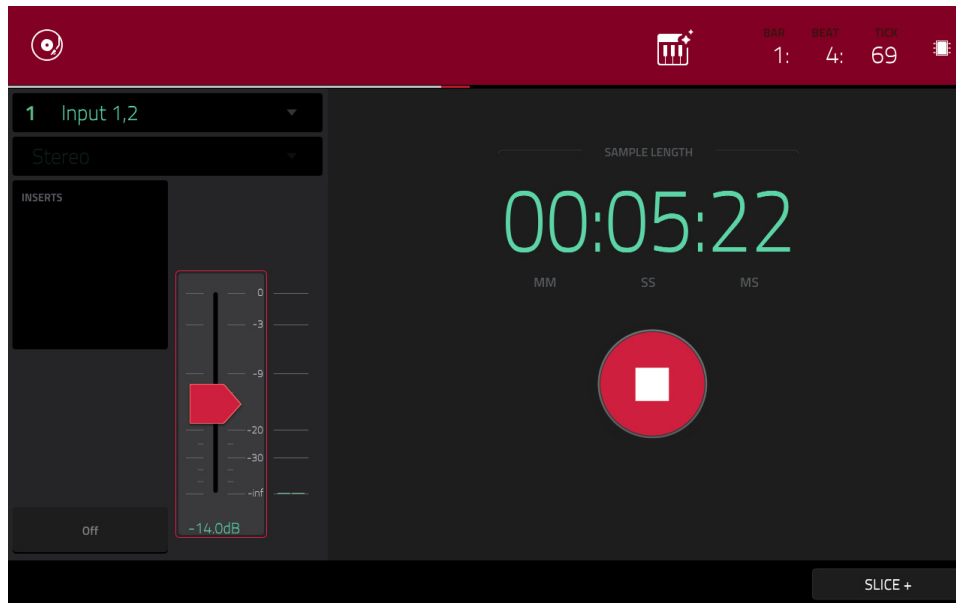 BAR BEAT TICK
1: 4: 69
1 Input 1,2
Stereo
INSERTS
0
-3
-9
-20
-30
-inf
-14.0dB
Off
SAMPLE LENGTH
00:05:22
MM SS MS
SLICE +